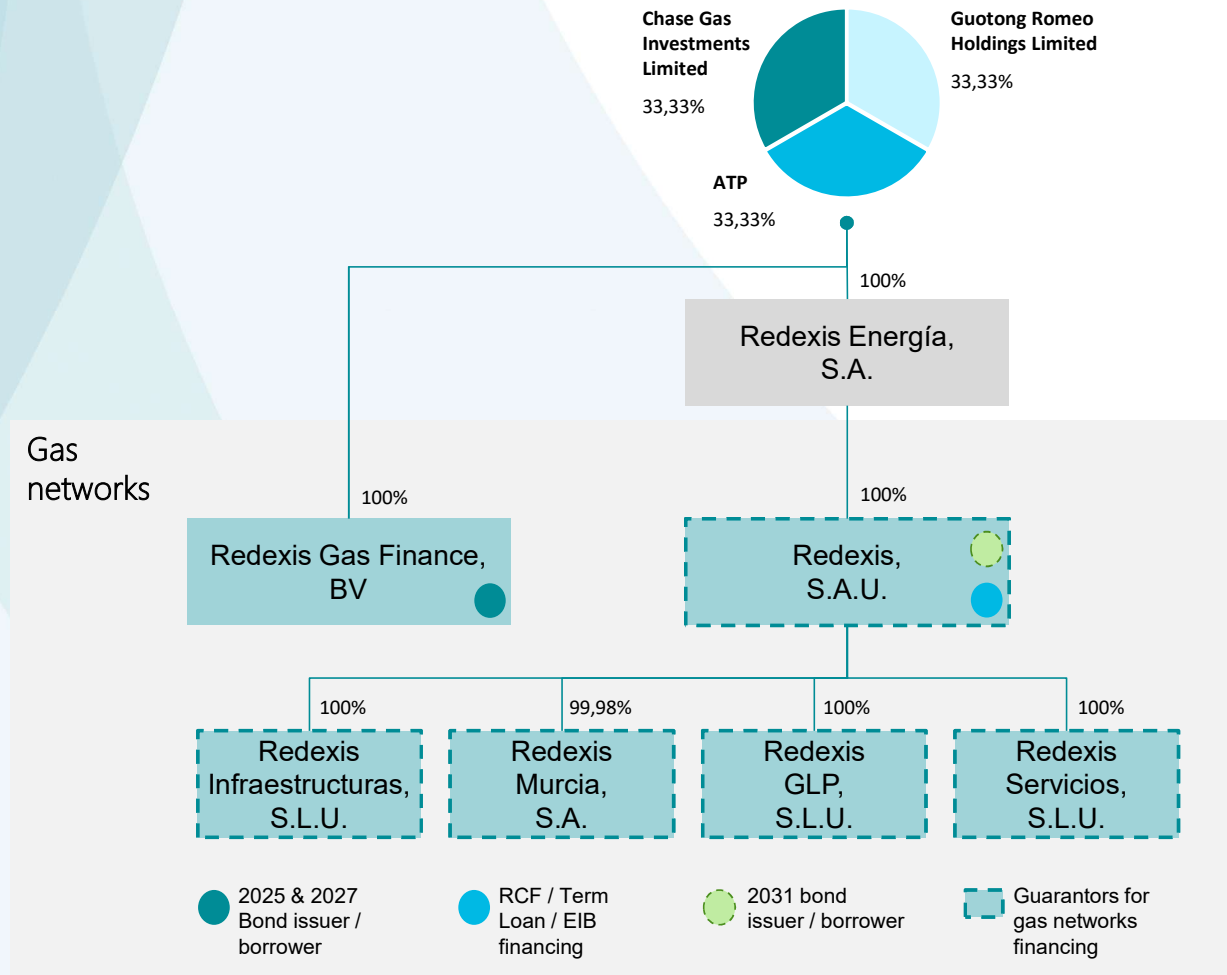 Chase Gas
Investments
Limited
33,33%
Guotong Romeo
Holdings Limited
33,33%
ATP
33,33%
100%
Redexis Energía,
S.A.
Gas
networks
100%
100%
Redexis Gas Finance,
BV
Redexis,
S.A.U.
100%
99,98%
100%
100%
Redexis
Infraestructuras,
S.L.U.
Redexis
Murcia,
S.A.
Redexis
GLP,
S.L.U.
Redexis
Servicios,
S.L.U.
2025 & 2027
Bond issuer /
borrower
RCF / Term
Loan / EIB
financing
2031 bond
issuer / borrower
Guarantors for
gas networks
financing